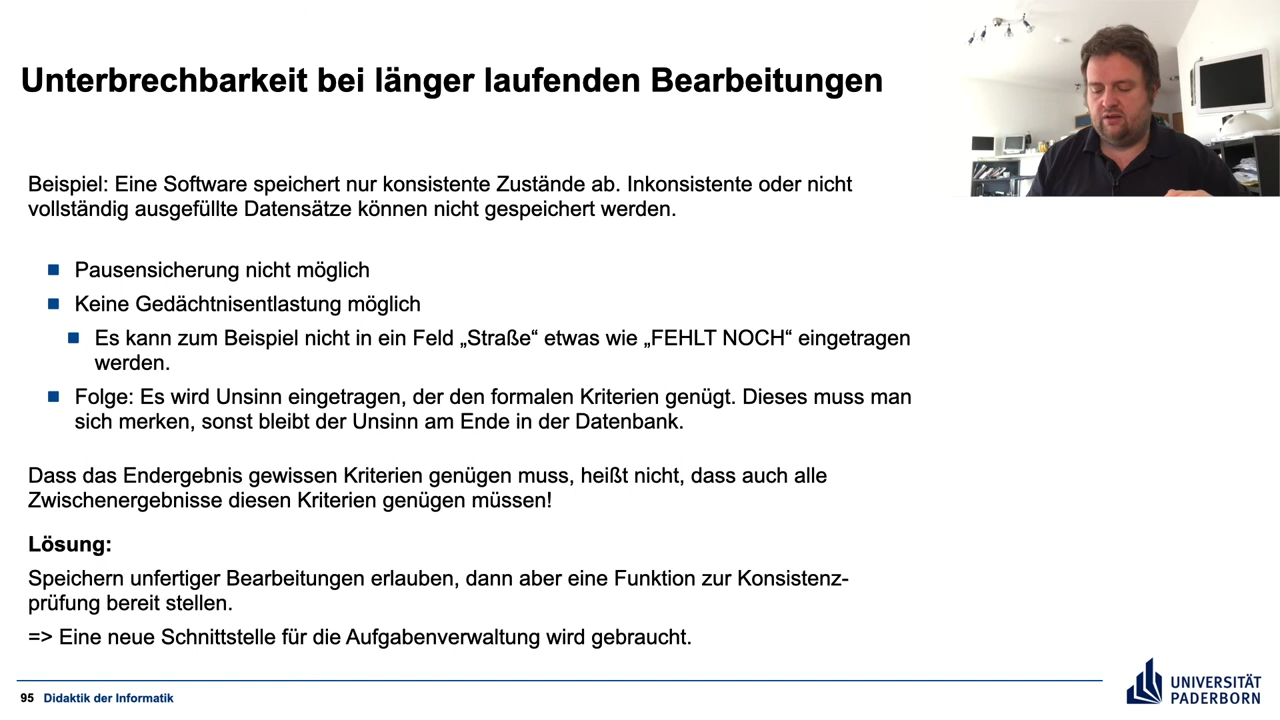 Unterbrechbarkeit bei länger laufenden Bearbeitungen
Beispiel: Eine Software speichert nur konsistente Zustände ab. Inkonsistente oder nicht
vollständig ausgefüllte Datensätze können nicht gespeichert werden.
Pausensicherung nicht möglich
Keine Gedächtnisentlastung möglich
Es kann zum Beispiel nicht in ein Feld „Straße“ etwas wie „FEHLT NOCH“ eingetragen
werden.
Folge: Es wird Unsinn eingetragen, der den formalen Kriterien genügt. Dieses muss man
sich merken, sonst bleibt der Unsinn am Ende in der Datenbank.
Dass das Endergebnis gewissen Kriterien genügen muss, heißt nicht, dass auch alle
Zwischenergebnisse diesen Kriterien genügen müssen!
Lösung:
Speichern unfertiger Bearbeitungen erlauben, dann aber eine Funktion zur Konsistenz-
prüfung bereit stellen.
=> Eine neue Schnittstelle für die Aufgabenverwaltung wird gebraucht.
95 Didaktik der Informatik
UNIVERSITÄT
PADERBORN